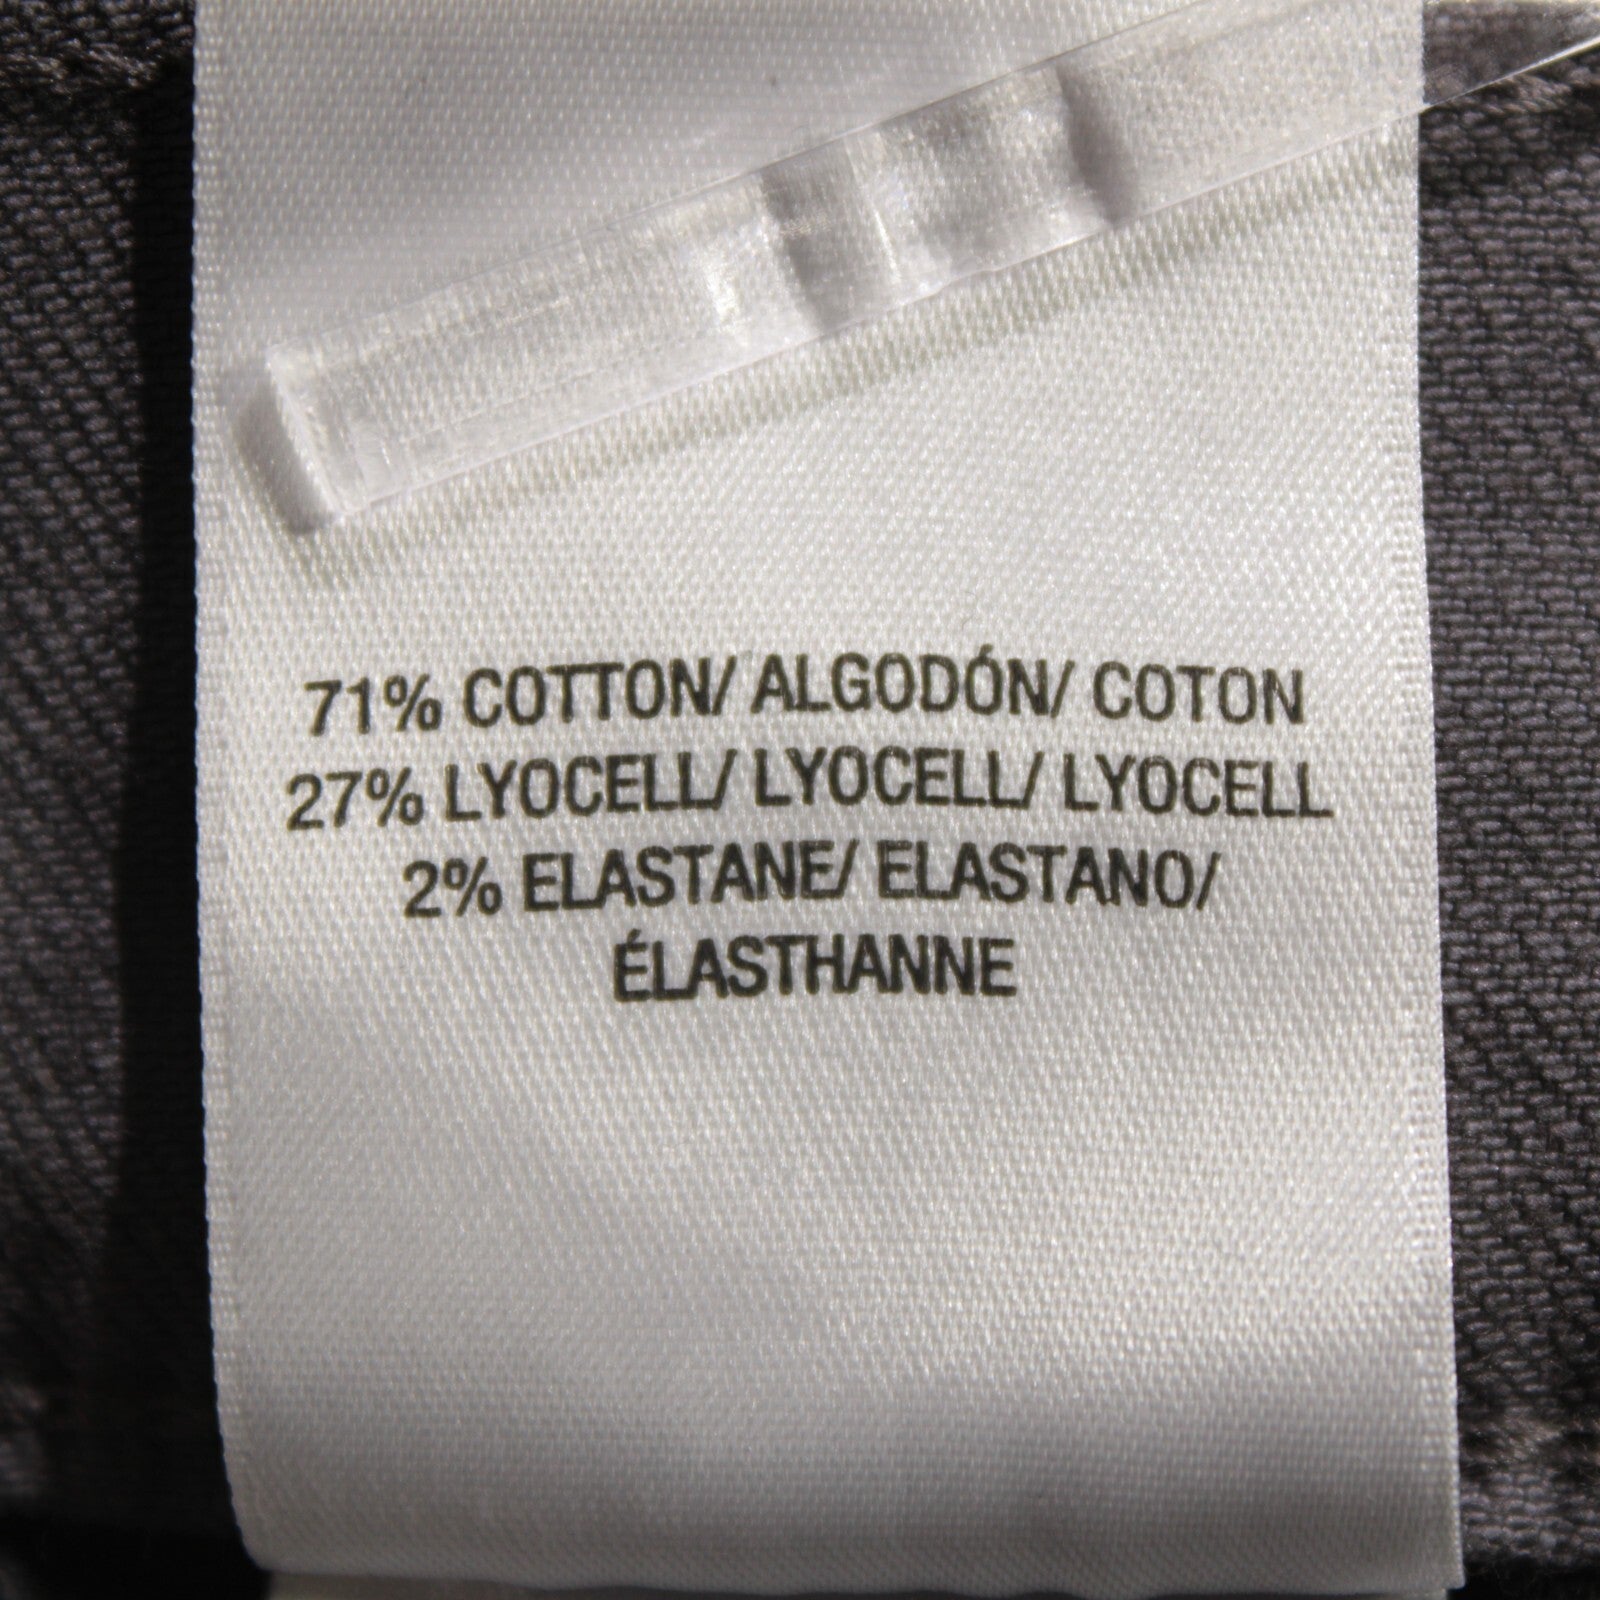 71% COTTON/ ALGODÓN/ COTON
27% LYOCELL/ LYOCELL/ LYOCELL
2% ELASTANE/ ELASTANO/
ÉLASTHANNE